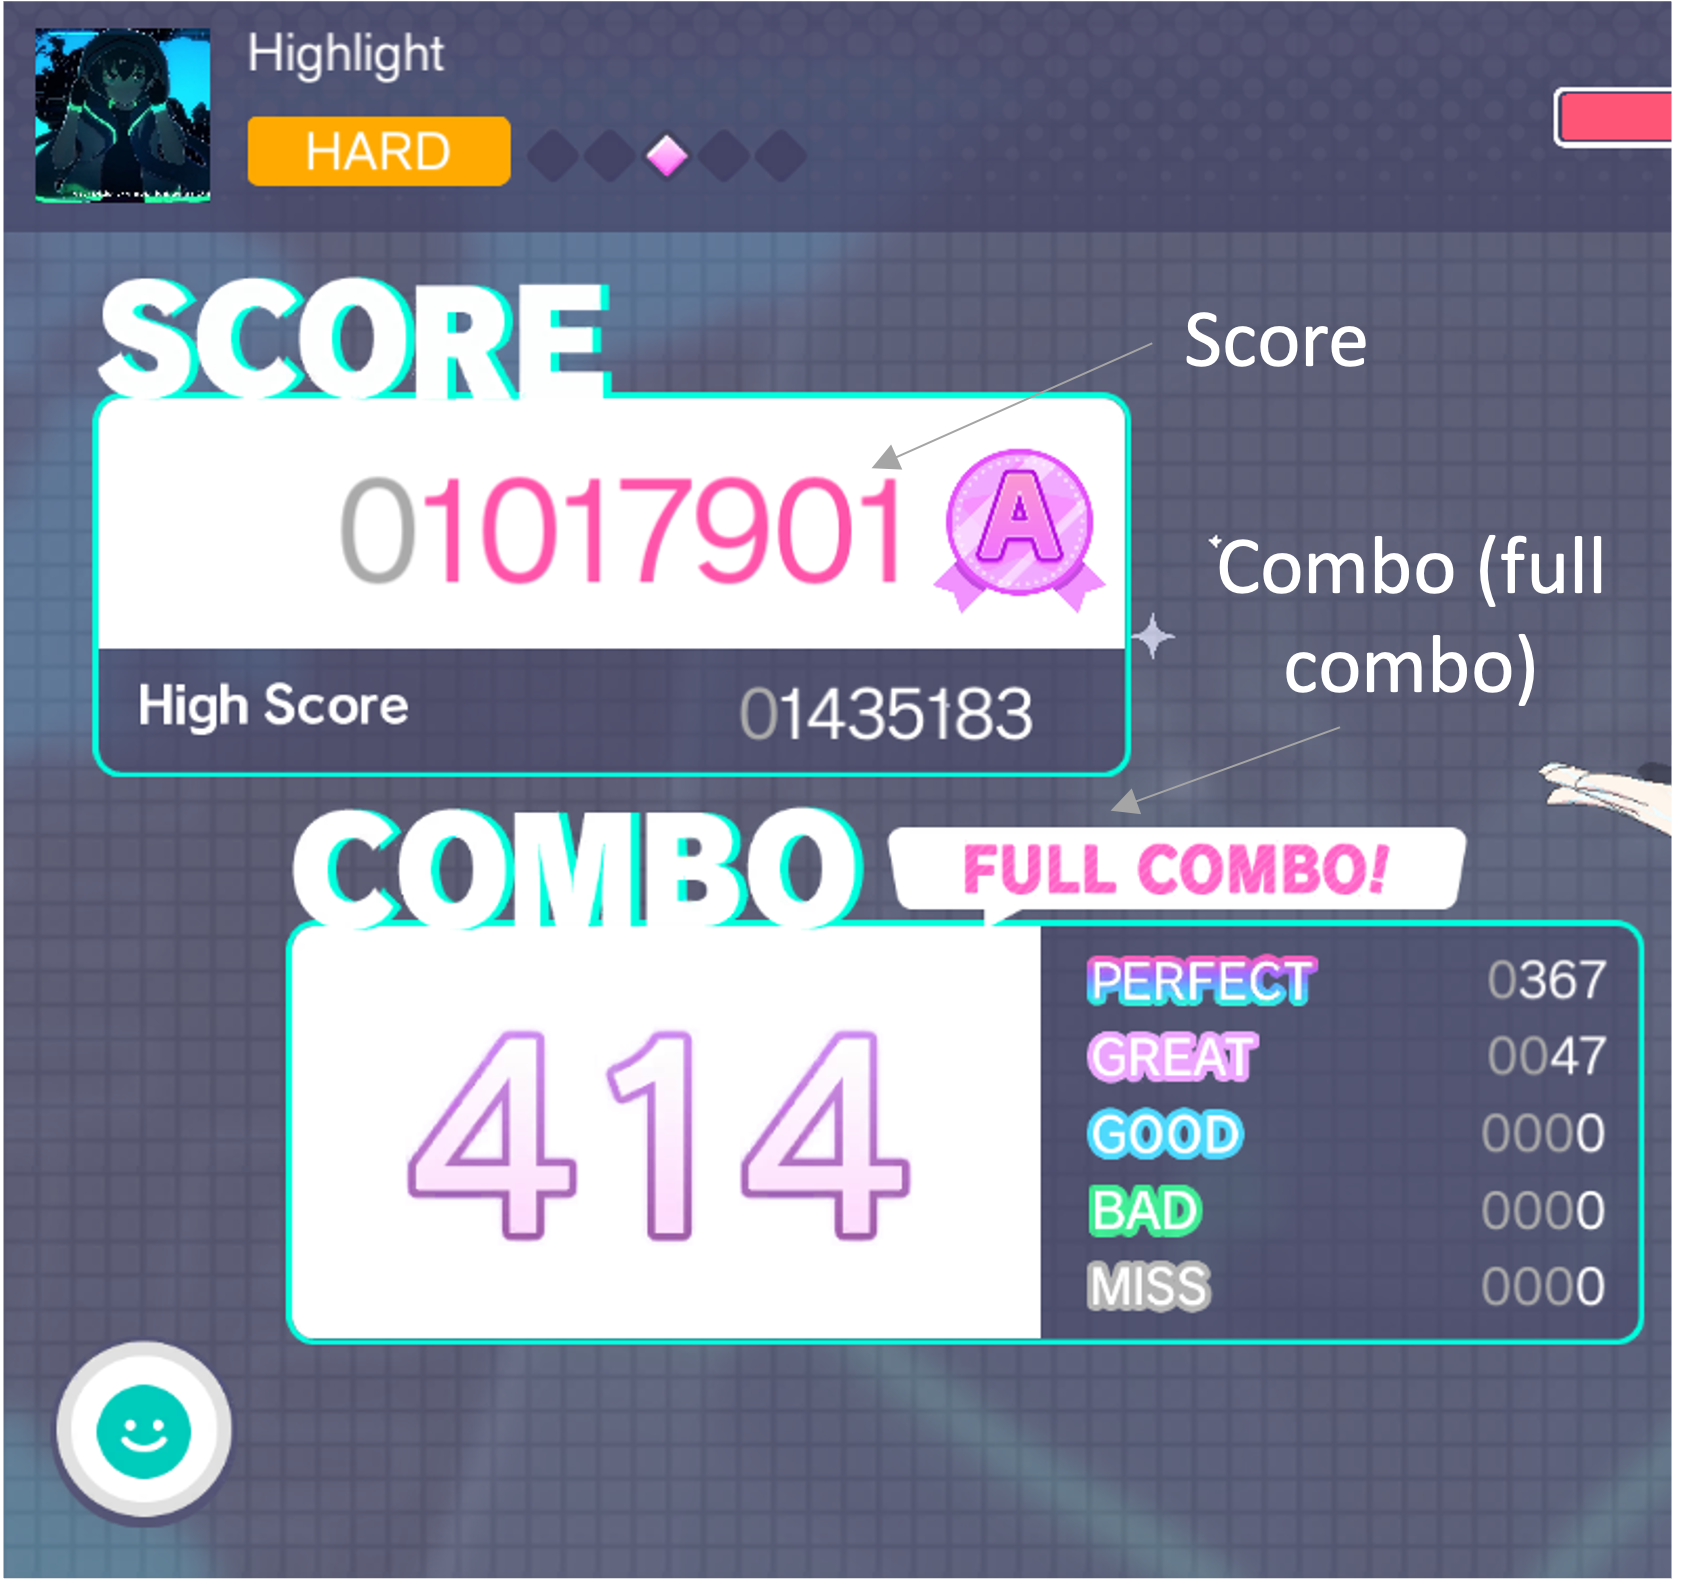 Highlight
HARD
SCORE
Score
01017901 A
Combo (full
combo)
High Score 01435183
COMBO FULL COMBO!
414
PERFECT 0367
GREAT 0047
GOOD 0000
BAD 0000
MISS 0000